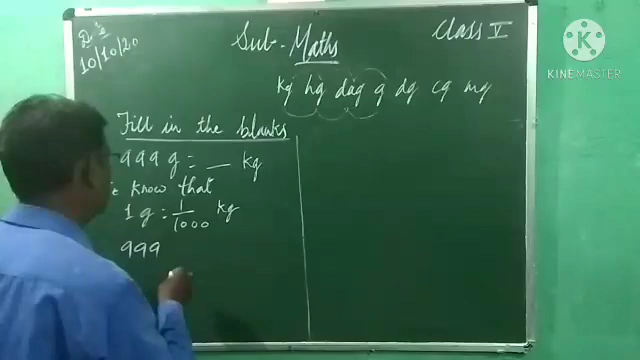 Date
10/10/20
Sub- Maths
Class V
kg hg dag g dg cg mg
Fill in the blanks
999 g = __ kg
know that
1 g = 1/1000 kg
999
KINEMASTER